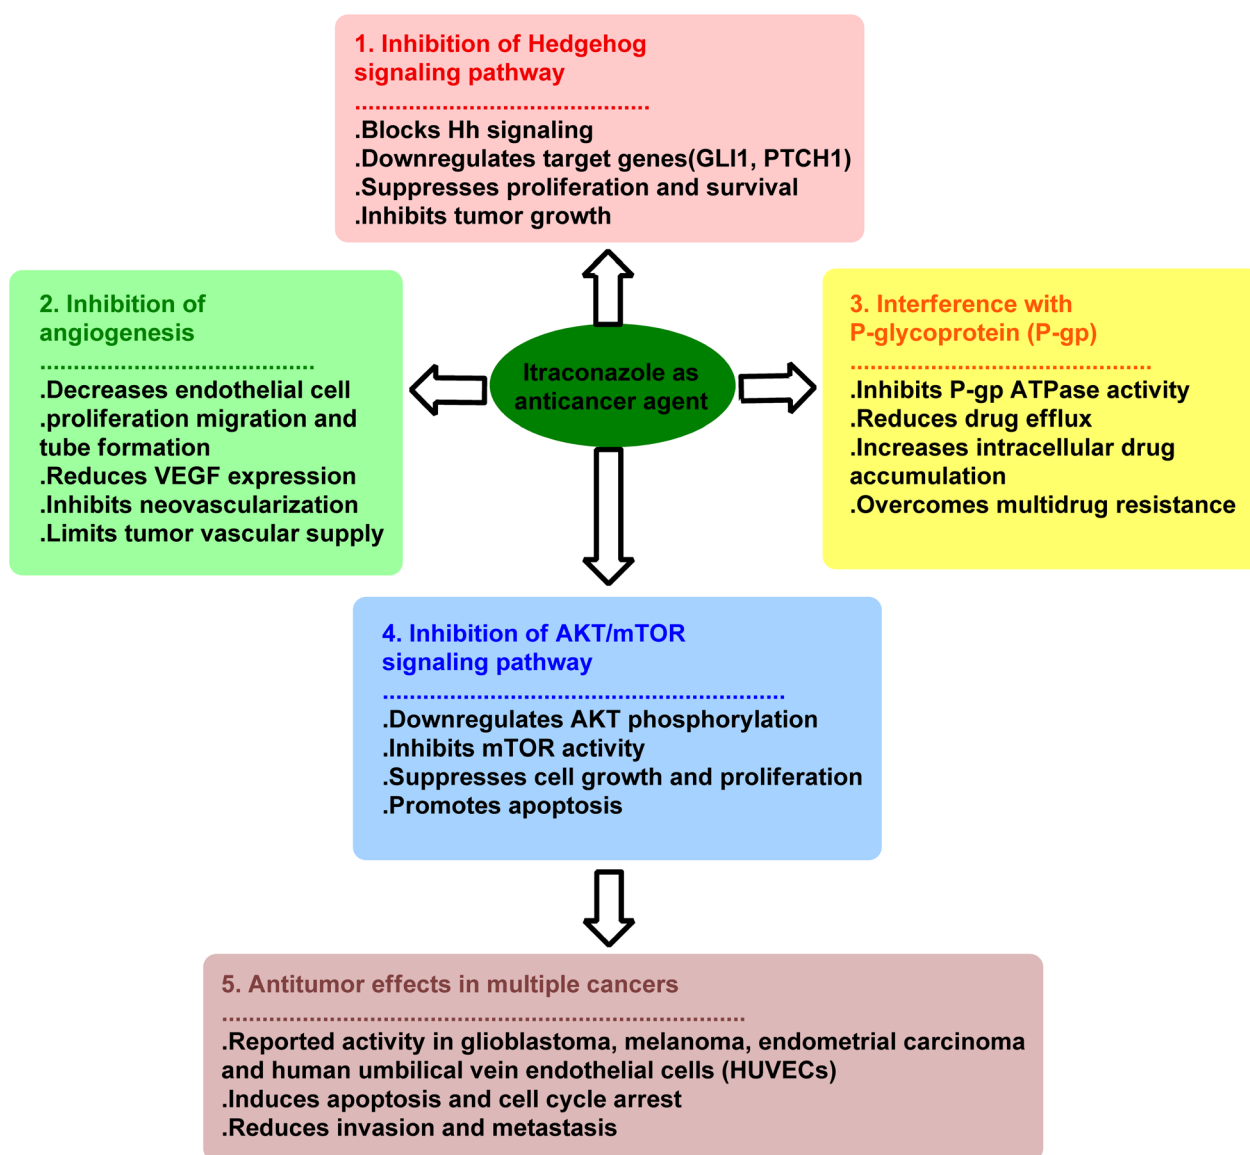 1. Inhibition of Hedgehog
signaling pathway
...........................................
.Blocks Hh signaling
.Downregulates target genes(GLI1, PTCH1)
.Suppresses proliferation and survival
.Inhibits tumor growth
2. Inhibition of
angiogenesis
.........................................
.Decreases endothelial cell
.proliferation migration and
tube formation
.Reduces VEGF expression
.Inhibits neovascularization
.Limits tumor vascular supply
Itraconazole as
anticancer agent
3. Interference with
P-glycoprotein (P-gp)
.............................................
.Inhibits P-gp ATPase activity
.Reduces drug efflux
.Increases intracellular drug
accumulation
.Overcomes multidrug resistance
4. Inhibition of AKT/mTOR
signaling pathway
............................................................
.Downregulates AKT phosphorylation
.Inhibits mTOR activity
.Suppresses cell growth and proliferation
.Promotes apoptosis
5. Antitumor effects in multiple cancers
..............................................................................
.Reported activity in glioblastoma, melanoma, endometrial carcinoma
and human umbilical vein endothelial cells (HUVECs)
.Induces apoptosis and cell cycle arrest
.Reduces invasion and metastasis